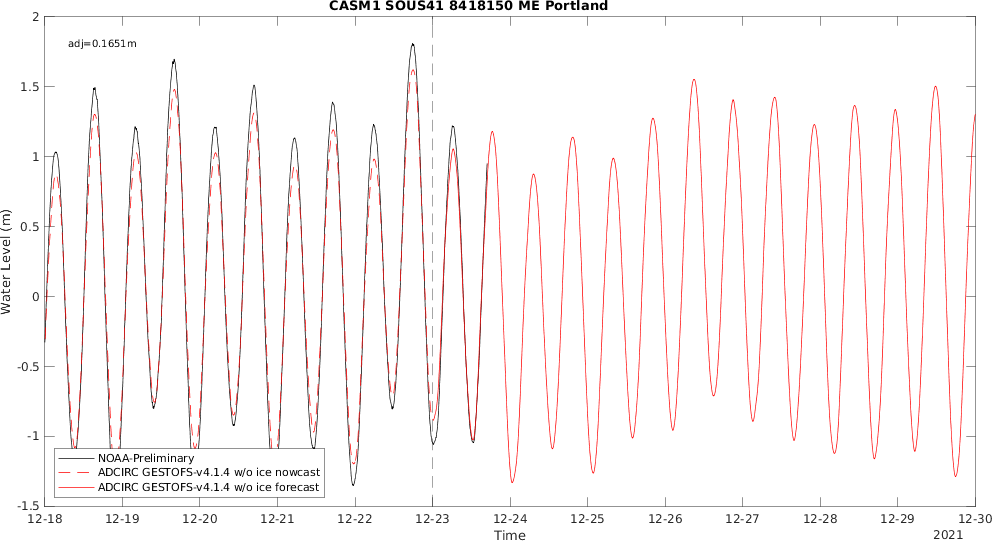 CASM1 SOUS41 8418150 ME Portland
adj=0.1651m
2
1.5
1
0.5
0
-0.5
-1
-1.5
Water Level (m)
NOAA-Preliminary
ADCIRC GESTOFS-v4.1.4 w/o ice nowcast
ADCIRC GESTOFS-v4.1.4 w/o ice forecast
12-18 12-19 12-20 12-21 12-22 12-23 12-24 12-25 12-26 12-27 12-28 12-29 12-30
Time
2021